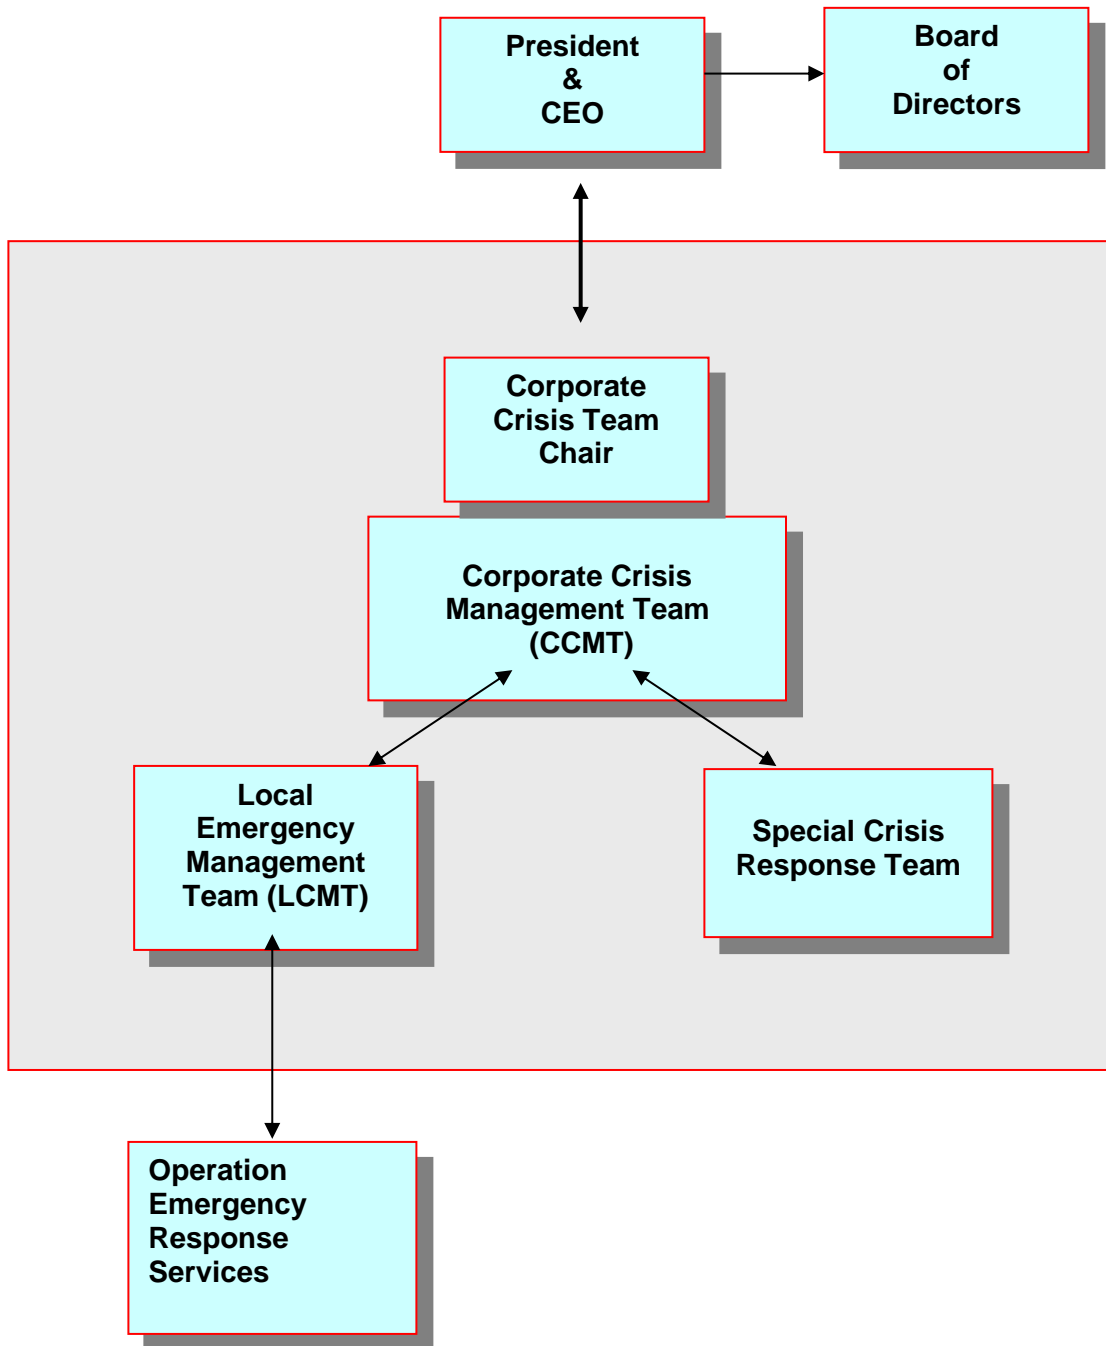 President
&
CEO
Board
of
Directors
Corporate
Crisis Team
Chair
Corporate Crisis
Management Team
(CCMT)
Local
Emergency
Management
Team (LCMT)
Special Crisis
Response Team
Operation
Emergency
Response
Services